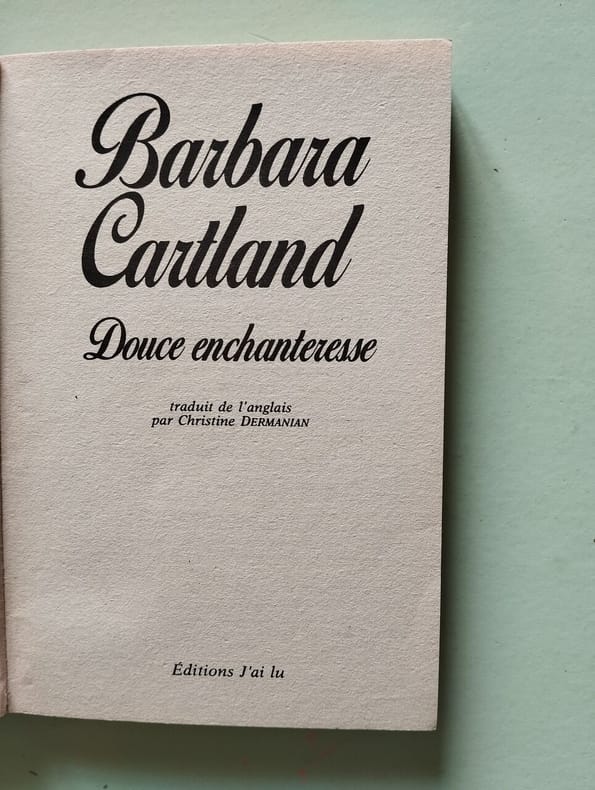 Barbara
Cartland
Douce enchanteresse
traduit de l'anglais
par Christine DERMANIAN
Éditions J'ai lu